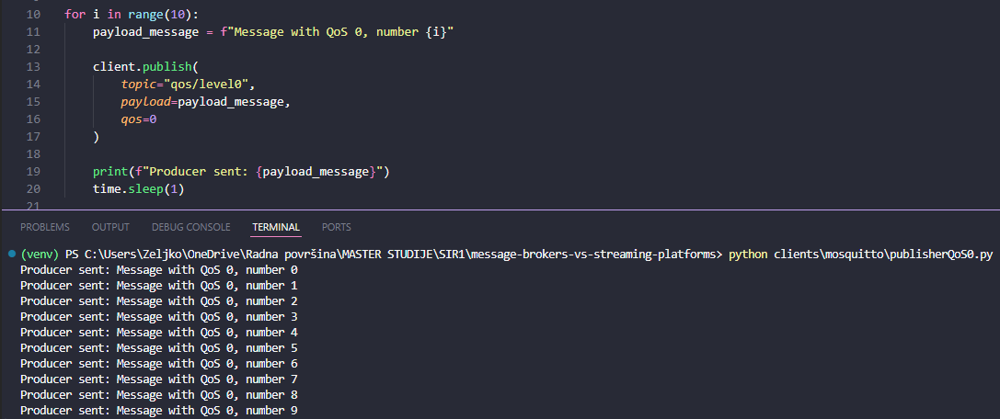 10 for i in range(10):
11     payload_message = f"Message with QoS 0, number {i}"
12
13     client.publish(
14         topic="qos/level0",
15         payload=payload_message,
16         qos=0
17     )
18
19     print(f"Producer sent: {payload_message}")
20     time.sleep(1)
21
PROBLEMS OUTPUT DEBUG CONSOLE TERMINAL PORTS
(venv) PS C:\Users\Zeljko\OneDrive\Radna površina\MASTER STUDIJE\SIR1\message-brokers-vs-streaming-platforms> python clients\mosquitto\publisherQoS0.py
Producer sent: Message with QoS 0, number 0
Producer sent: Message with QoS 0, number 1
Producer sent: Message with QoS 0, number 2
Producer sent: Message with QoS 0, number 3
Producer sent: Message with QoS 0, number 4
Producer sent: Message with QoS 0, number 5
Producer sent: Message with QoS 0, number 6
Producer sent: Message with QoS 0, number 7
Producer sent: Message with QoS 0, number 8
Producer sent: Message with QoS 0, number 9